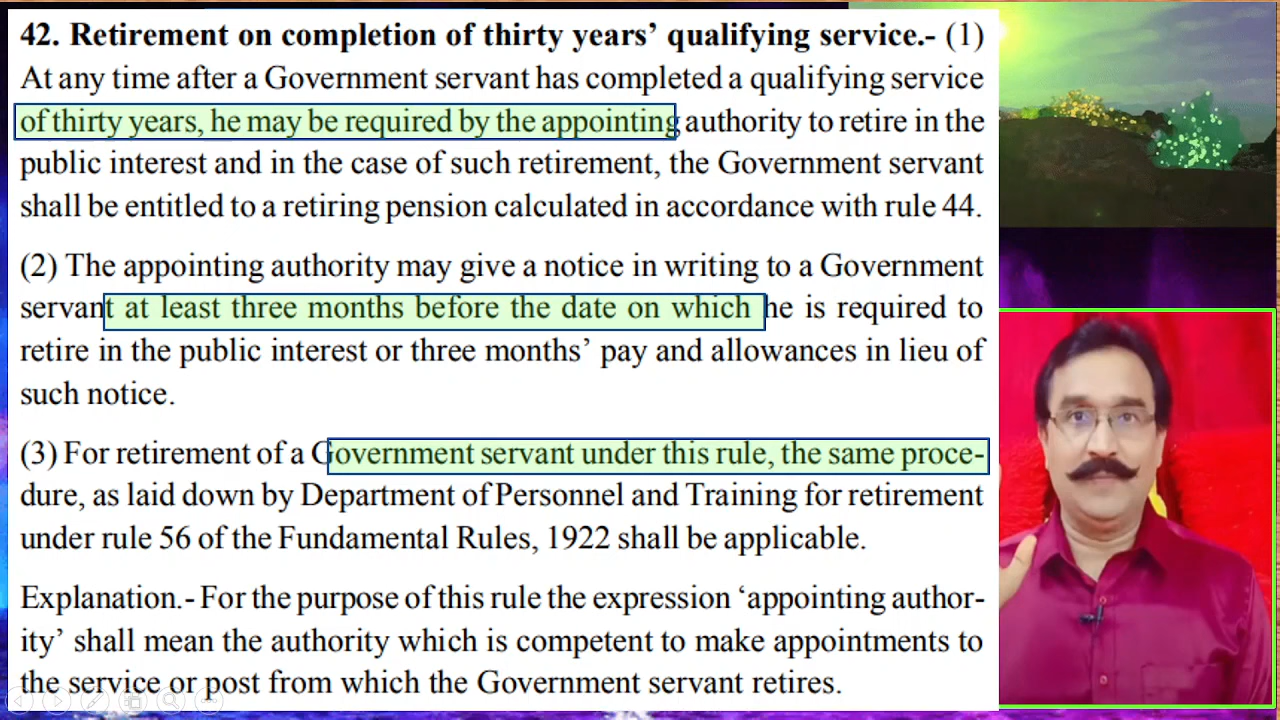 42. Retirement on completion of thirty years’ qualifying service.- (1)
At any time after a Government servant has completed a qualifying service
of thirty years, he may be required by the appointing authority to retire in the
public interest and in the case of such retirement, the Government servant
shall be entitled to a retiring pension calculated in accordance with rule 44.
(2) The appointing authority may give a notice in writing to a Government
servant at least three months before the date on which he is required to
retire in the public interest or three months’ pay and allowances in lieu of
such notice.
(3) For retirement of a Government servant under this rule, the same proce-
dure, as laid down by Department of Personnel and Training for retirement
under rule 56 of the Fundamental Rules, 1922 shall be applicable.
Explanation.- For the purpose of this rule the expression ‘appointing author-
ity’ shall mean the authority which is competent to make appointments to
the service or post from which the Government servant retires.